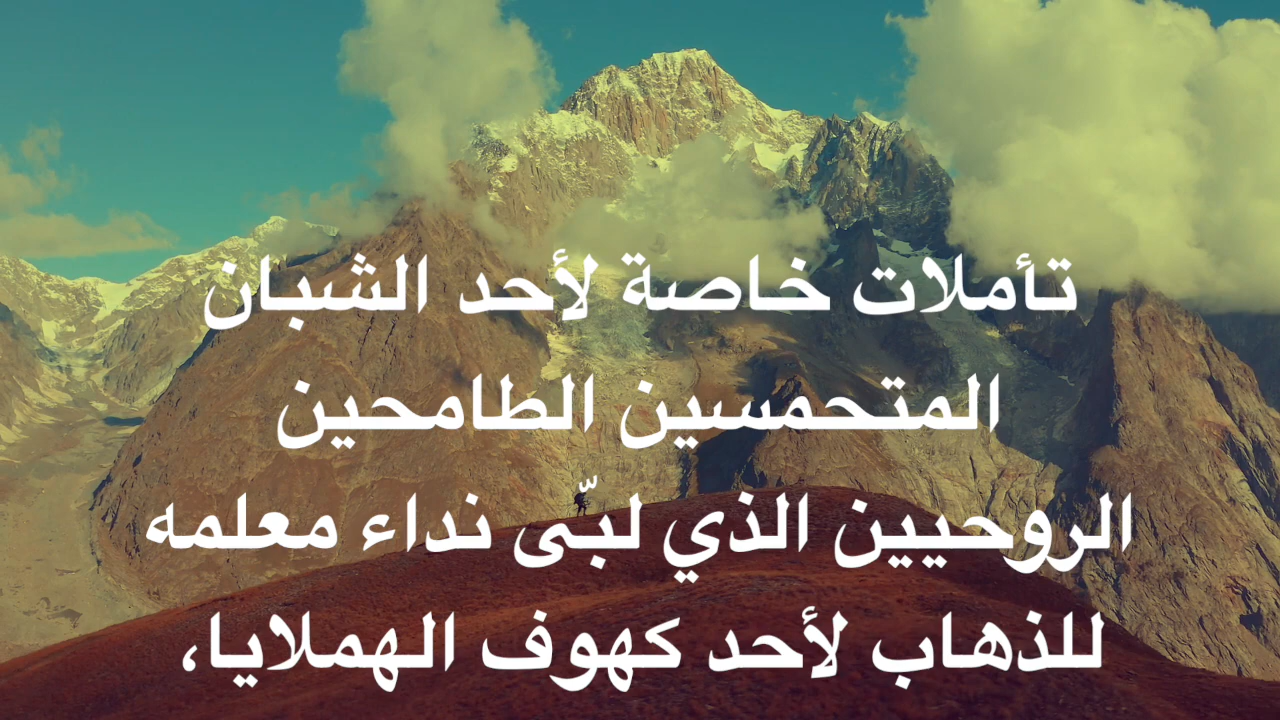 تأملات خاصة لأحد الشبان
المتحمسين الطامحين
الروحيين الذي لبّى نداء معلمه
للذهاب لأحد كهوف الهملايا،